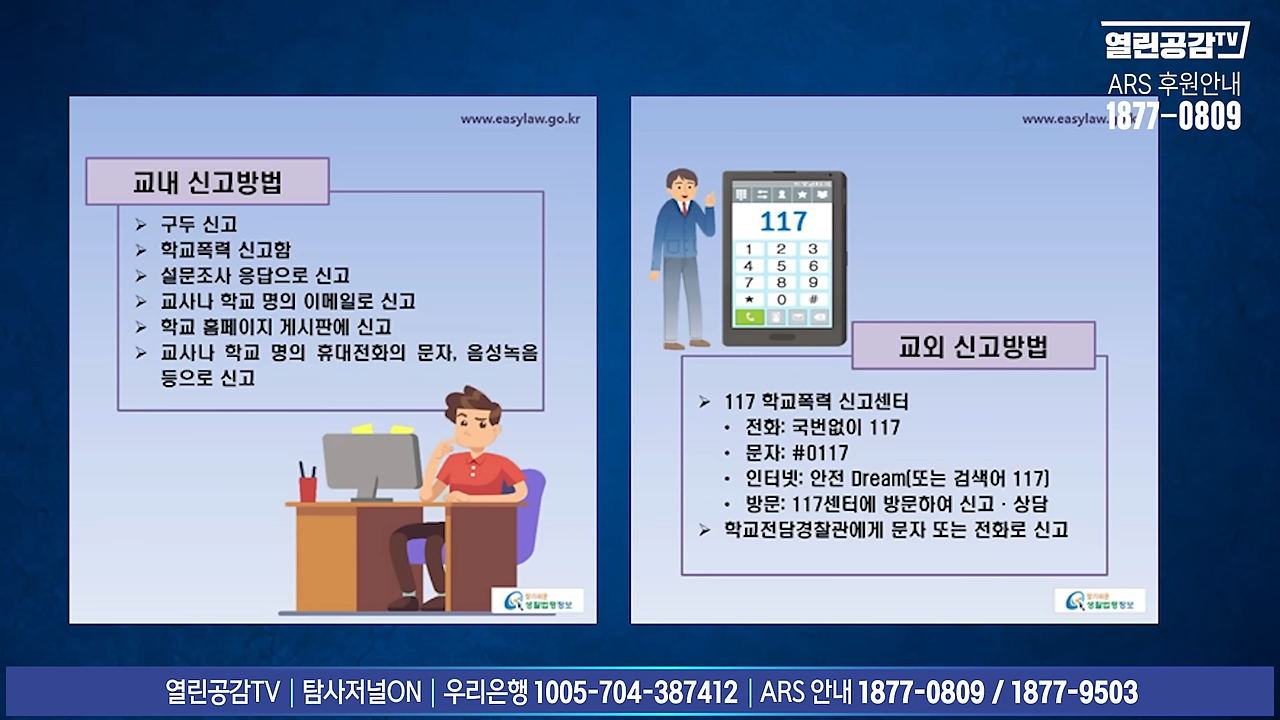 열린공감TV
ARS 후원안내
1877-0809
www.easylaw.go.kr
교내 신고방법
➢ 구두 신고
➢ 학교폭력 신고함
➢ 설문조사 응답으로 신고
➢ 교사나 학교 명의 이메일로 신고
➢ 학교 홈페이지 게시판에 신고
➢ 교사나 학교 명의 휴대전화의 문자, 음성녹음
등으로 신고
알기쉬운
생활법령정보
www.easylaw.
117
1 2 3
4 5 6
7 8 9
* 0 #
교외 신고방법
➢ 117 학교폭력 신고센터
• 전화: 국번없이 117
• 문자: #0117
• 인터넷: 안전 Dream(또는 검색어 117)
• 방문: 117센터에 방문하여 신고 · 상담
➢ 학교전담경찰관에게 문자 또는 전화로 신고
알기쉬운
생활법령정보
열린공감TV | 탐사저널ON | 우리은행 1005-704-387412 | ARS 안내 1877-0809 / 1877-9503